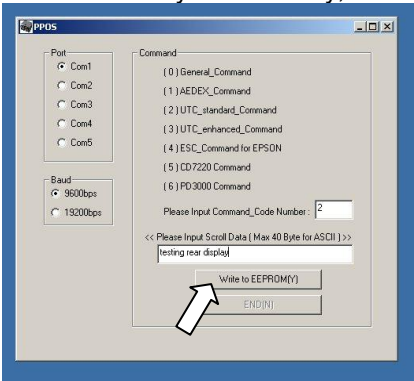 PPOS
Port
Com1
Com2
Com3
Com4
Com5
Baud
9600bps
19200bps
Command
( 0 ) General_Command
( 1 ) AEDEX_Command
( 2 ) UTC_standard_Command
( 3 ) UTC_enhanced_Command
( 4 ) ESC_Command for EPSON
( 5 ) CD7220 Command
( 6 ) PD3000 Command
Please Input Command_Code Number : 2
<< Please Input Scroll Data ( Max 40 Byte for ASCII ) >>
testing rear display
Write to EEPROM(Y)
END(N)